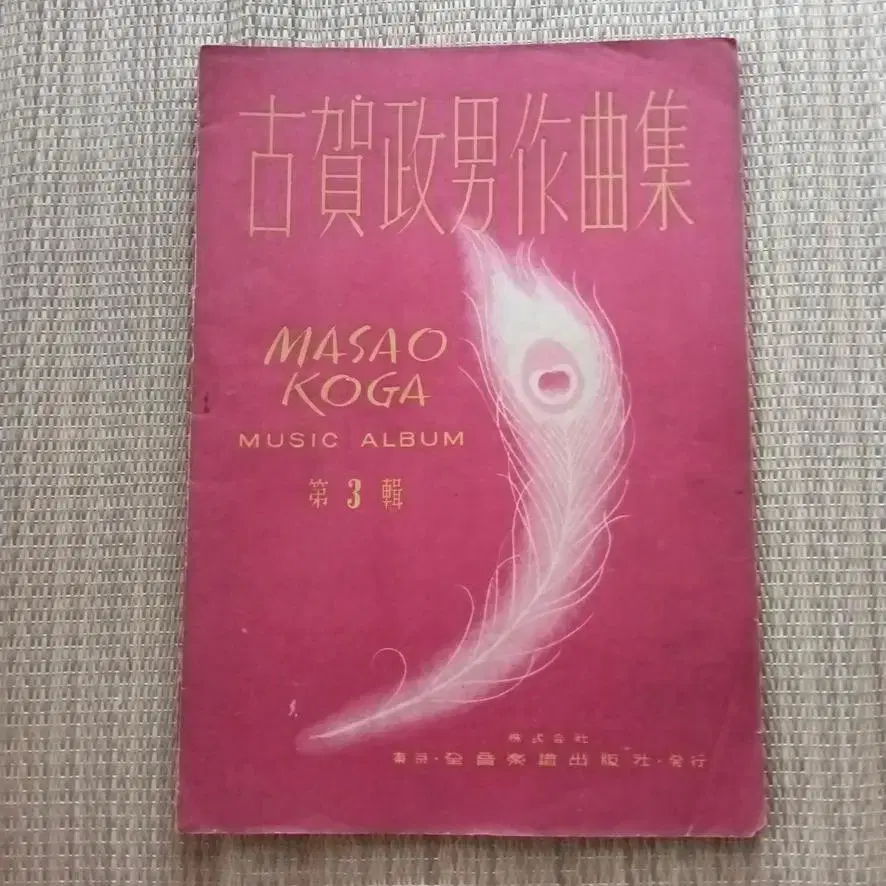 古賀政男作曲集
MASAO
KOGA
MUSIC ALBUM
第3輯
株式会社
東京・全音楽譜出版社・発行